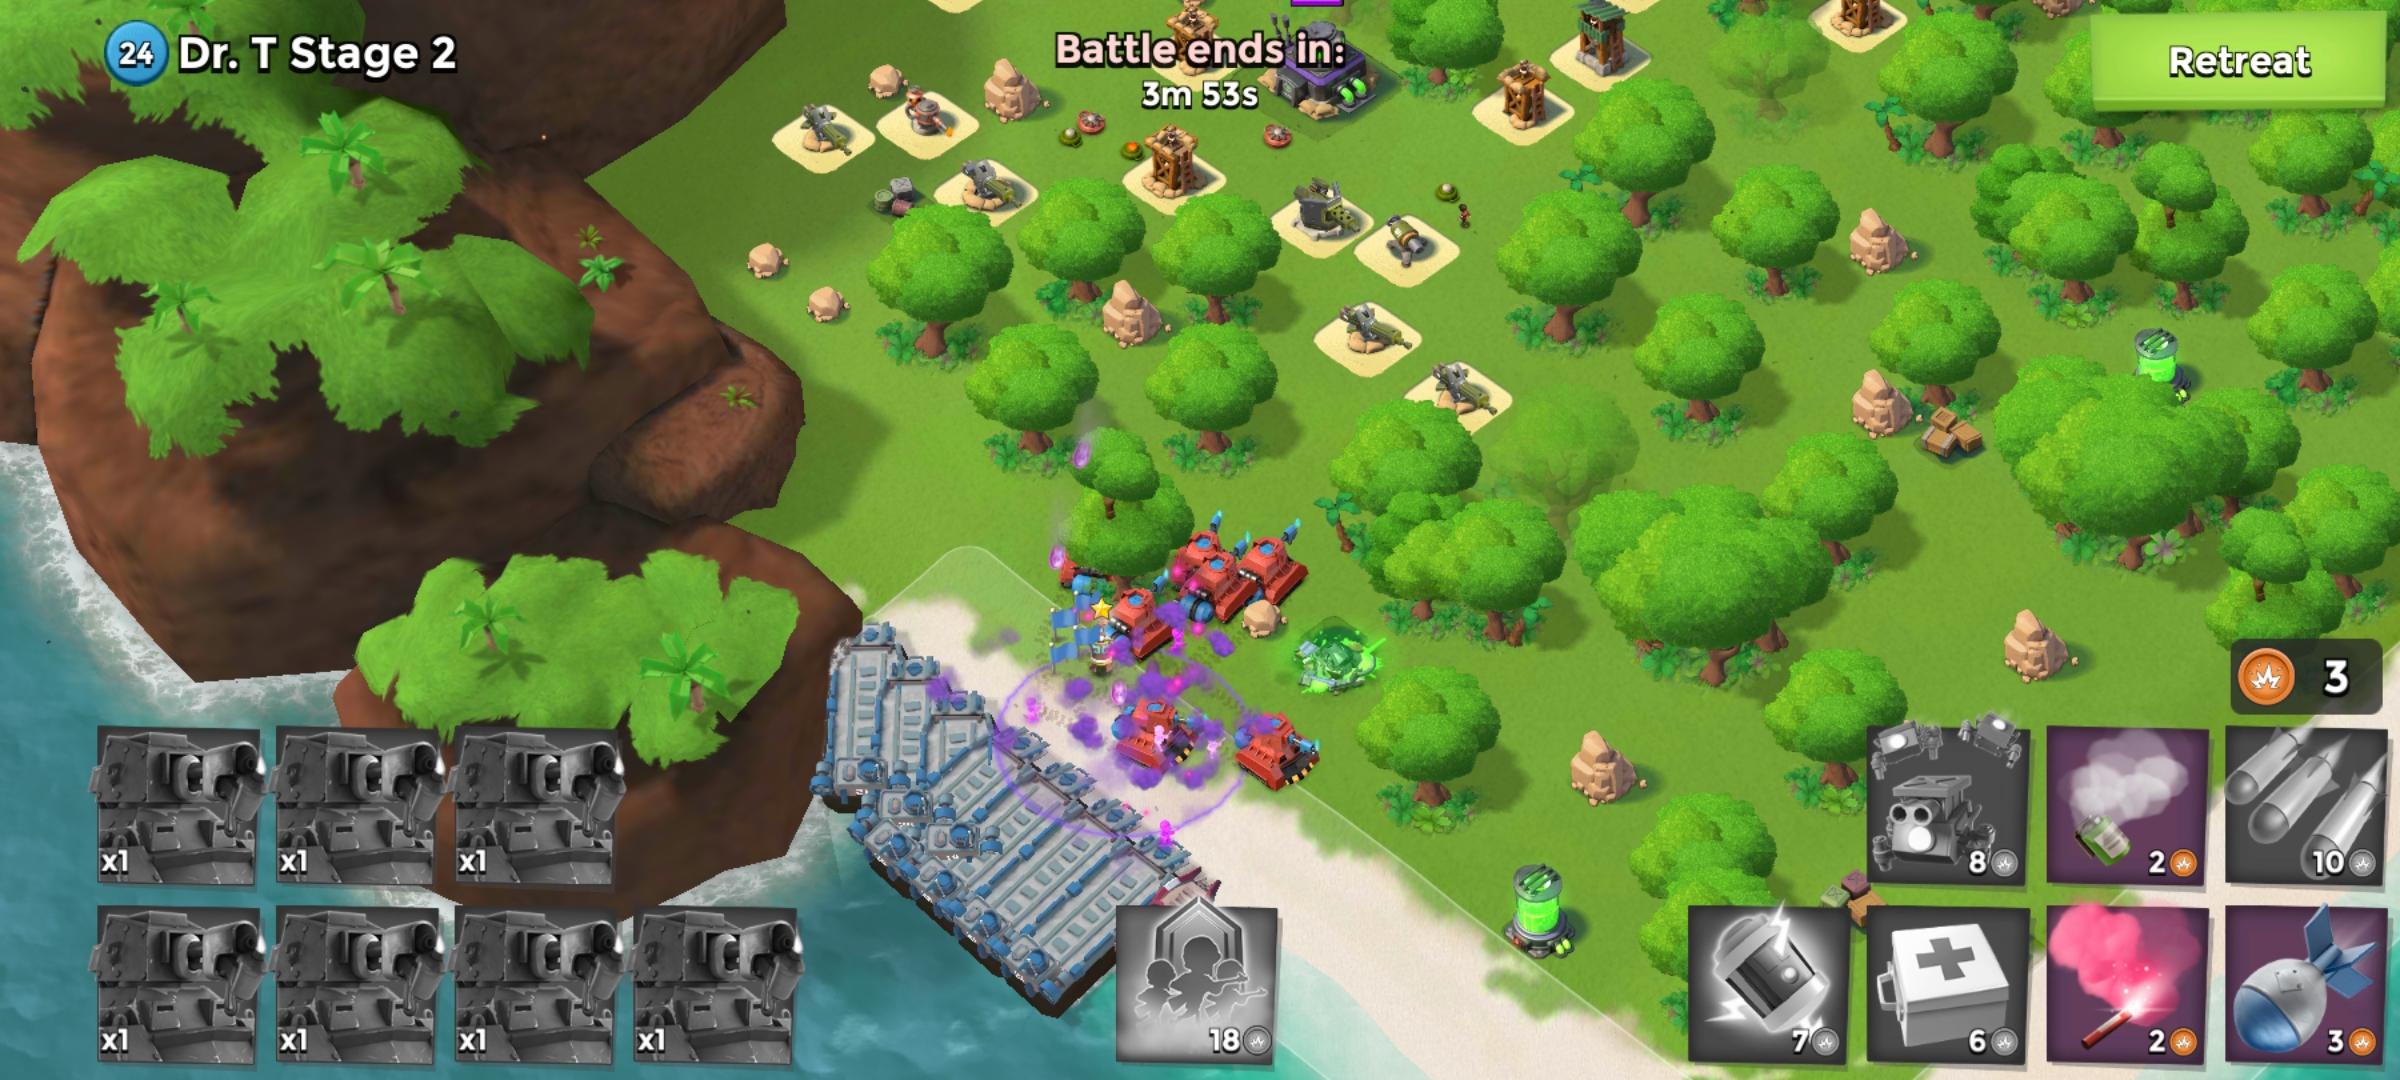 24 Dr. T Stage 2
Battle ends in:
3m 53s
Retreat
3
x1 x1 x1
8 2 10
x1 x1 x1 x1
18 7 6 2 3